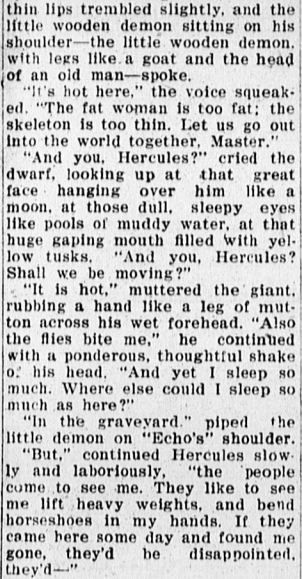 thin lips trembled slightly, and the
little wooden demon sitting on his
shoulder—the little wooden demon,
with legs like a goat and the head
of an old man—spoke.
"It's hot here," the voice squeak-
ed. "The fat woman is too fat; the
skeleton is too thin. Let us go out
into the world together, Master."
"And you, Hercules?" cried the
dwarf, looking up at that great
face hanging over him like a
moon, at those dull, sleepy eyes
like pools of muddy water, at that
huge gaping mouth filled with yel-
low tusks. "And you, Hercules?
Shall we be moving?"
"It is hot," muttered the giant,
rubbing a hand like a leg of mut-
ton across his wet forehead. "Also
the flies bite me," he continued
with a ponderous, thoughtful shake
of his head. "And yet I sleep so
much. Where else could I sleep so
much as here?"
"In the graveyard," piped the
little demon on "Echo's" shoulder.
"But," continued Hercules slow-
ly and laboriously, "the people
come to see me. They like to see
me lift heavy weights, and bend
horseshoes in my hands. If they
came here some day and found me
gone, they'd be disappointed,
they'd—"